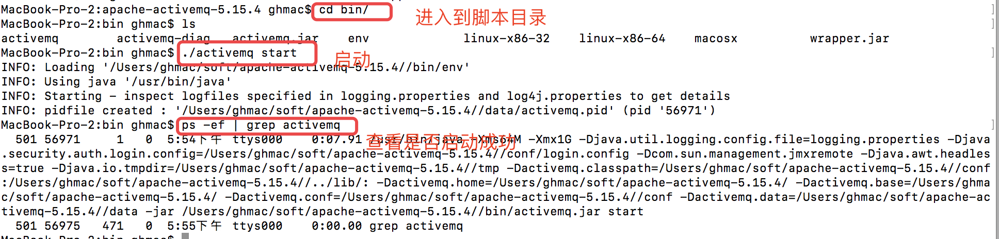 MacBook-Pro-2:apache-activemq-5.15.4 ghmac$ cd bin/
进入到脚本目录
MacBook-Pro-2:bin ghmac$ ls
activemq activemq-diag activemq.jar env linux-x86-32 linux-x86-64 macosx wrapper.jar
MacBook-Pro-2:bin ghmac$ ./activemq start
启动
INFO: Loading '/Users/ghmac/soft/apache-activemq-5.15.4//bin/env'
INFO: Using java '/usr/bin/java'
INFO: Starting - inspect logfiles specified in logging.properties and log4j.properties to get details
INFO: pidfile created : '/Users/ghmac/soft/apache-activemq-5.15.4//data/activemq.pid' (pid '56971')
MacBook-Pro-2:bin ghmac$ ps -ef | grep activemq
查看是否启动成功
501 56971 1 0 5:54下午 ttys000 0:07.91 /usr/bin/java -Xms64M -Xmx1G -Djava.util.logging.config.file=logging.properties -Djava
.security.auth.login.config=/Users/ghmac/soft/apache-activemq-5.15.4//conf/login.config -Dcom.sun.management.jmxremote -Djava.awt.headles
s=true -Djava.io.tmpdir=/Users/ghmac/soft/apache-activemq-5.15.4//tmp -Dactivemq.classpath=/Users/ghmac/soft/apache-activemq-5.15.4//conf
:/Users/ghmac/soft/apache-activemq-5.15.4//../lib/: -Dactivemq.home=/Users/ghmac/soft/apache-activemq-5.15.4/ -Dactivemq.base=/Users/ghma
c/soft/apache-activemq-5.15.4/ -Dactivemq.conf=/Users/ghmac/soft/apache-activemq-5.15.4//conf -Dactivemq.data=/Users/ghmac/soft/apache-ac
tivemq-5.15.4//data -jar /Users/ghmac/soft/apache-activemq-5.15.4//bin/activemq.jar start
501 56975 471 0 5:55下午 ttys000 0:00.00 grep activemq
MacBook-Pro-2:bin ghmac$